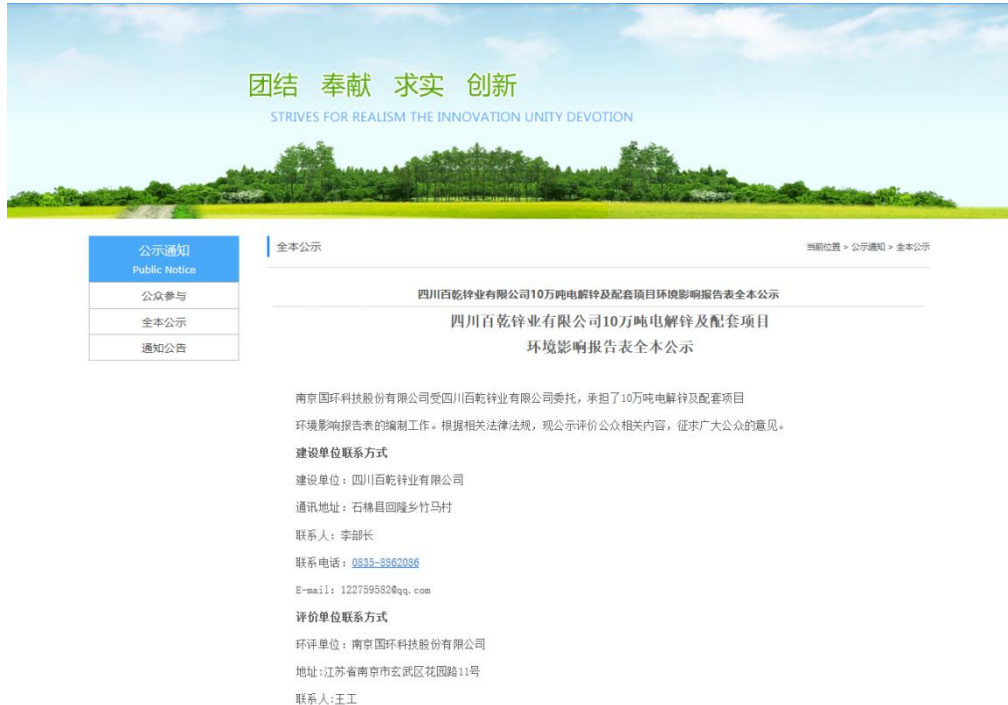 团结 奉献 求实 创新
STRIVES FOR REALISM THE INNOVATION UNITY DEVOTION
公示通知
Public Notice
公众参与
全本公示
通知公告
全本公示
当前位置 > 公示通知 > 全本公示
四川百乾锌业有限公司10万吨电解锌及配套项目环境影响报告表全本公示
四川百乾锌业有限公司10万吨电解锌及配套项目
环境影响报告表全本公示
南京国环科技股份有限公司受四川百乾锌业有限公司委托，承担了10万吨电解锌及配套项目
环境影响报告表的编制工作。根据相关法律法规，现公示评价公众相关内容，征求广大公众的意见。
建设单位联系方式
建设单位：四川百乾锌业有限公司
通讯地址：石棉县回隆乡竹马村
联系人：李部长
联系电话：0835-8862086
E-mail：122759582@qq.com
评价单位联系方式
环评单位：南京国环科技股份有限公司
地址:江苏省南京市玄武区花园路11号
联系人:王工